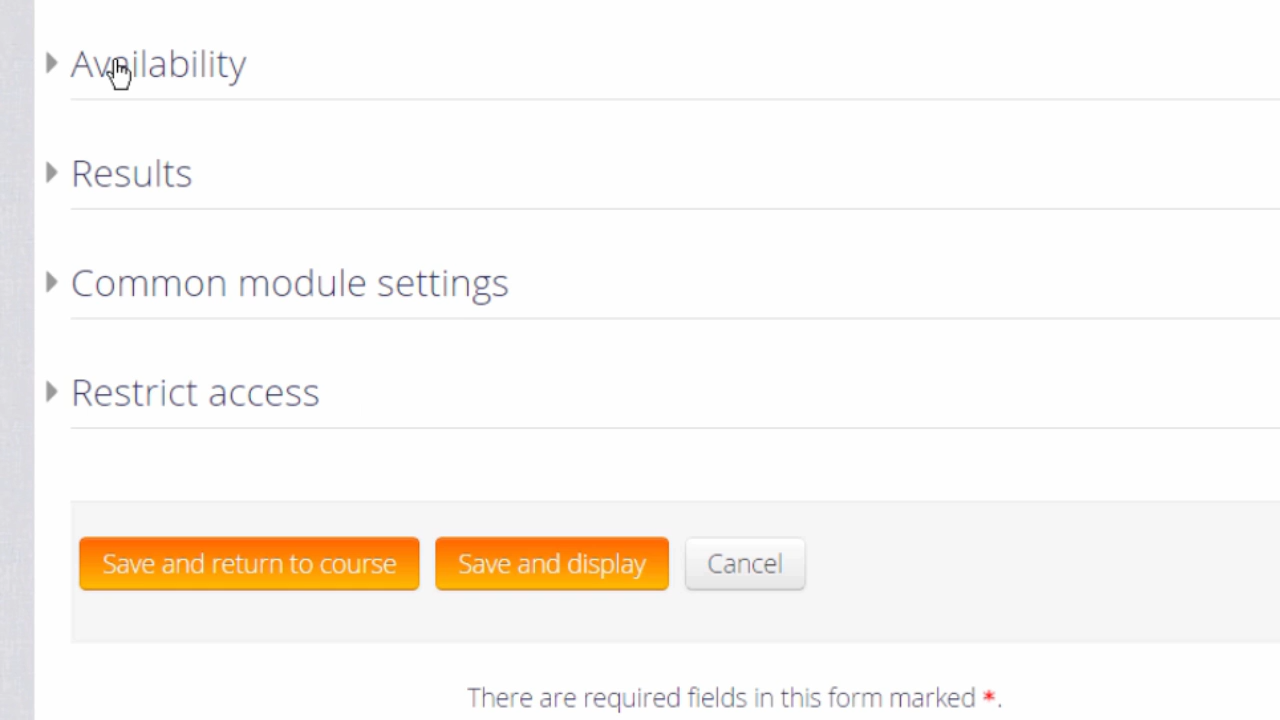 Availability
Results
Common module settings
Restrict access
Save and return to course Save and display Cancel
There are required fields in this form marked *.